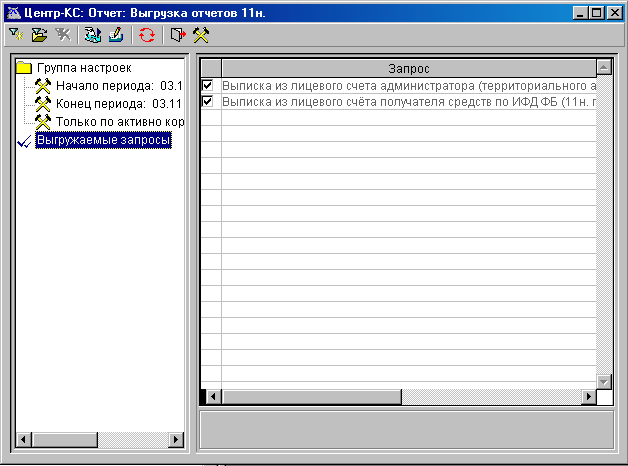 Центр-КС: Отчет: Выгрузка отчетов 11н.
Группа настроек
Начало периода: 03.1
Конец периода: 03.11
Только по активно кор
Выгружаемые запросы
Запрос
Выписка из лицевого счета администратора (территориального а
Выписка из лицевого счёта получателя средств по ИФД ФБ (11н. г